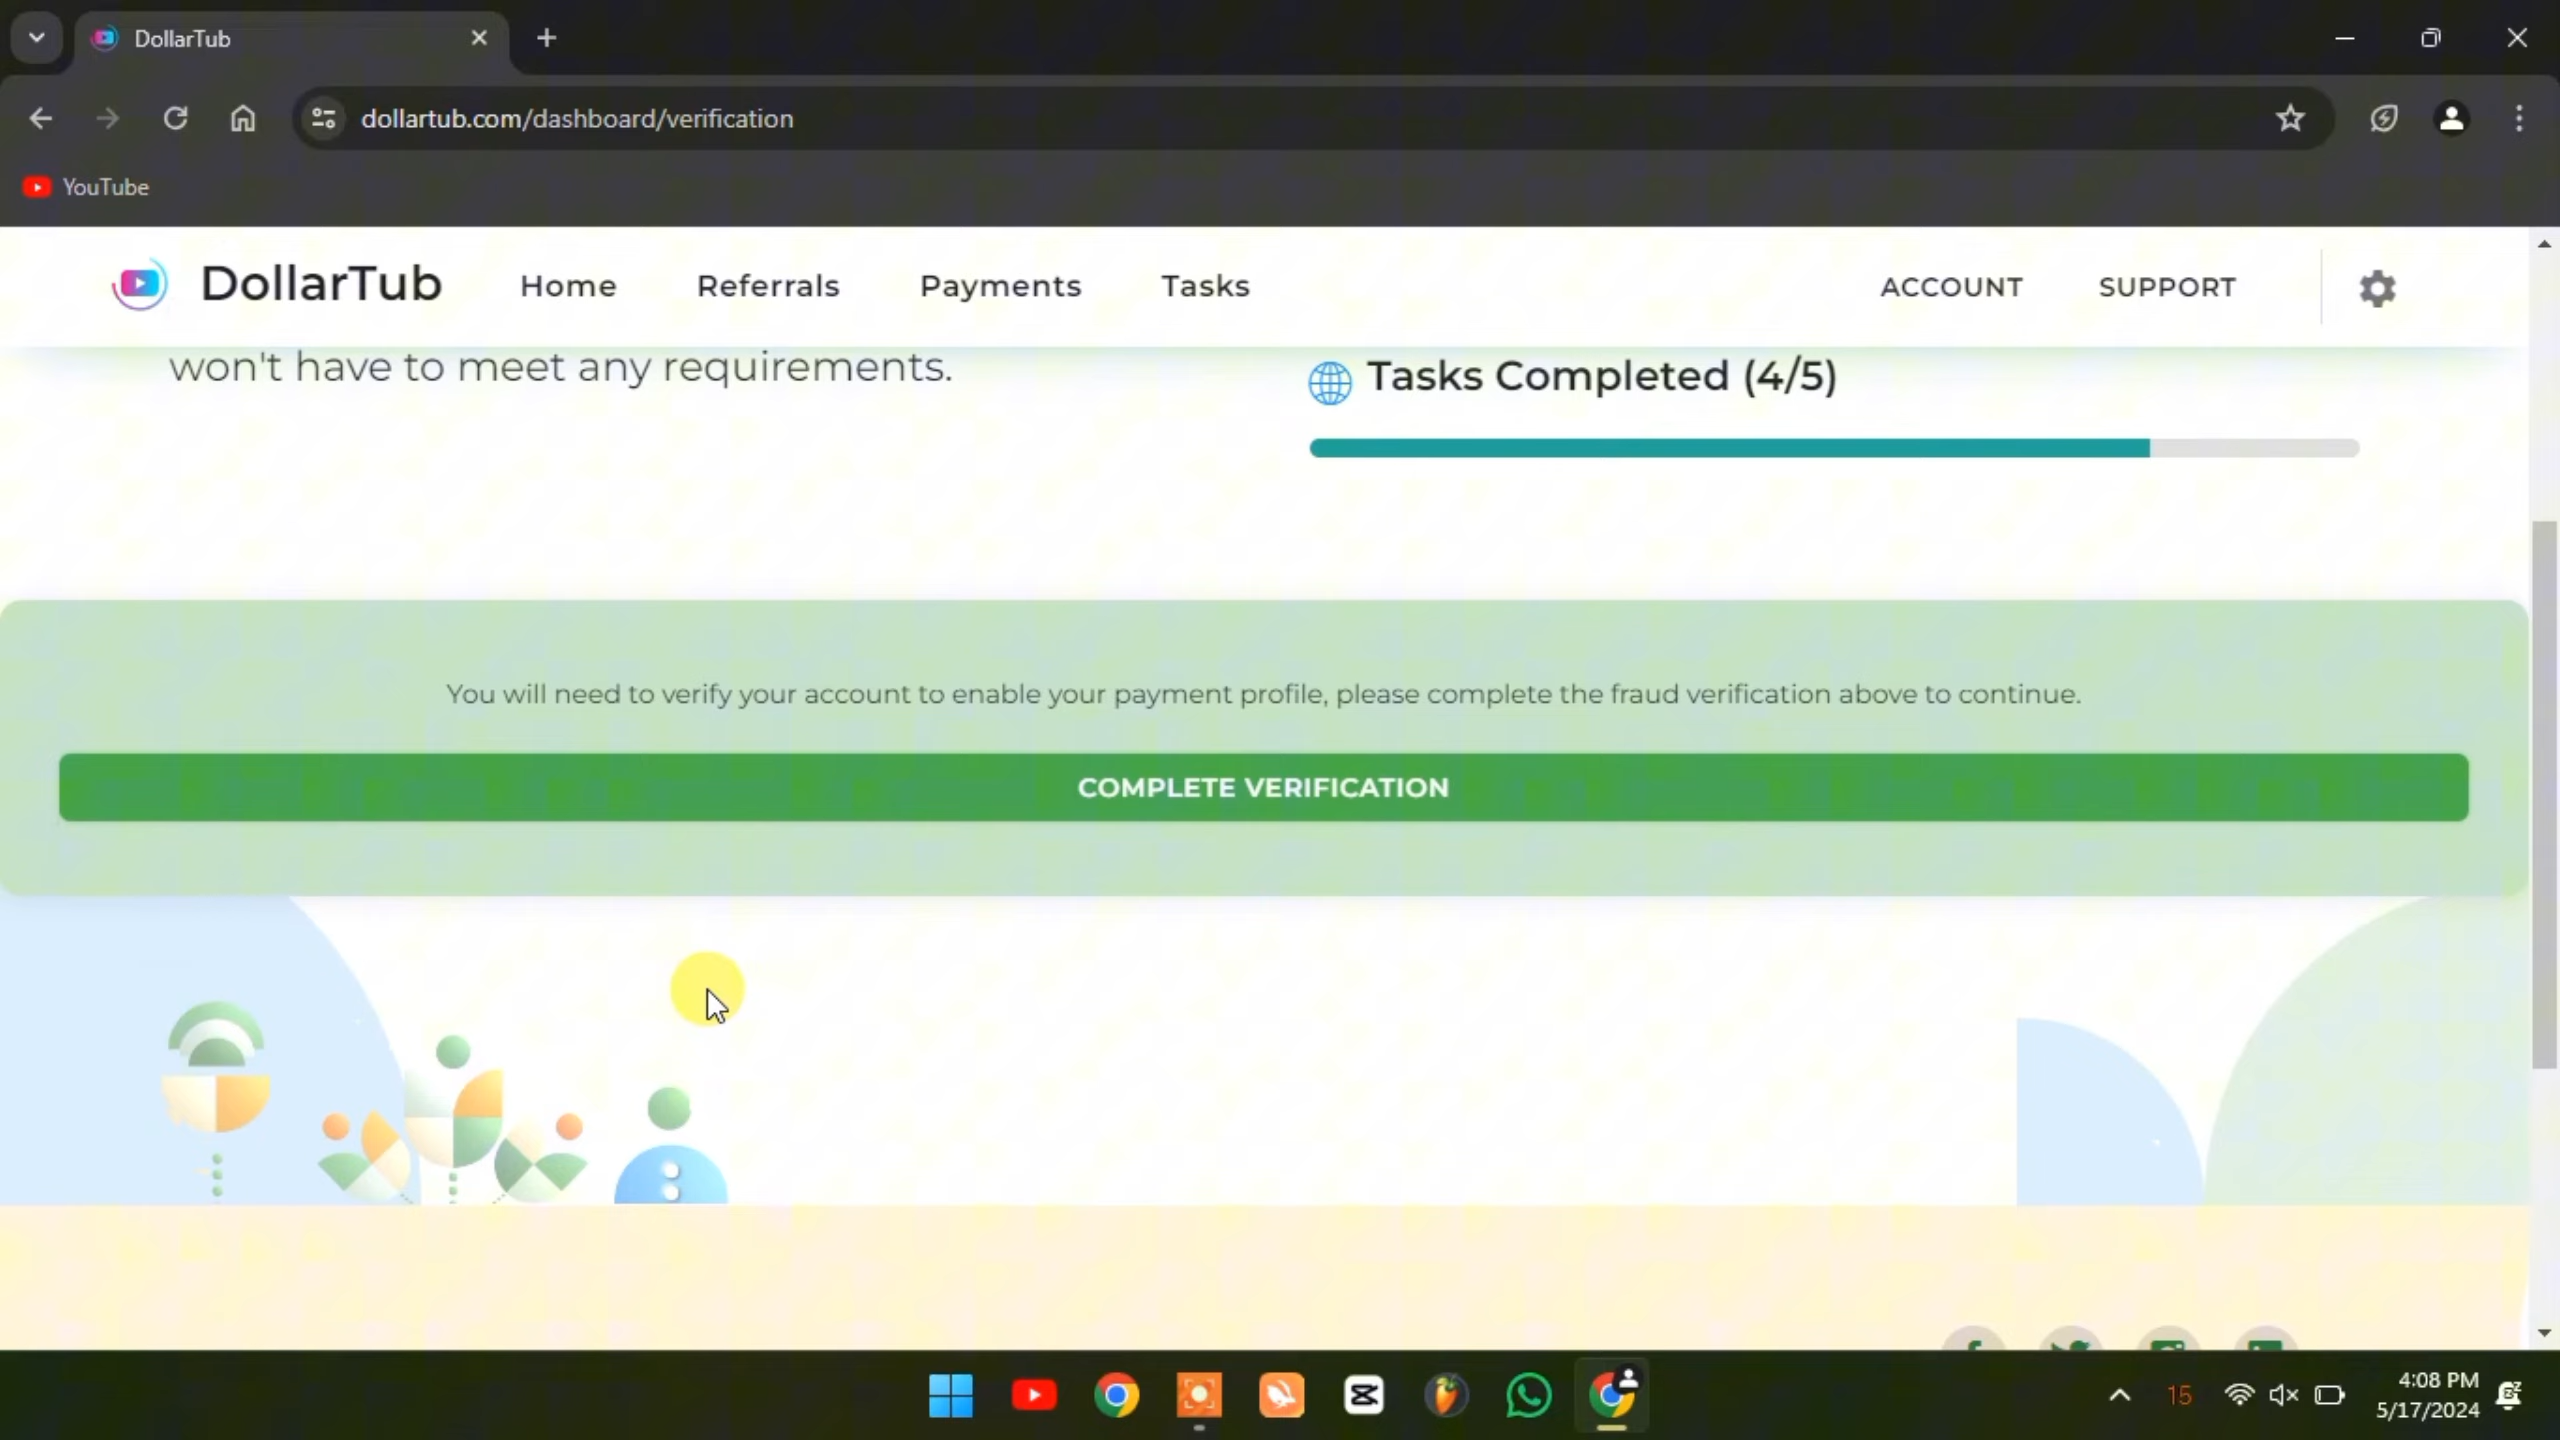 DollarTub
dollartub.com/dashboard/verification
YouTube
DollarTub Home Referrals Payments Tasks ACCOUNT SUPPORT
won't have to meet any requirements.
Tasks Completed (4/5)
You will need to verify your account to enable your payment profile, please complete the fraud verification above to continue.
COMPLETE VERIFICATION
15
4:08 PM
5/17/2024